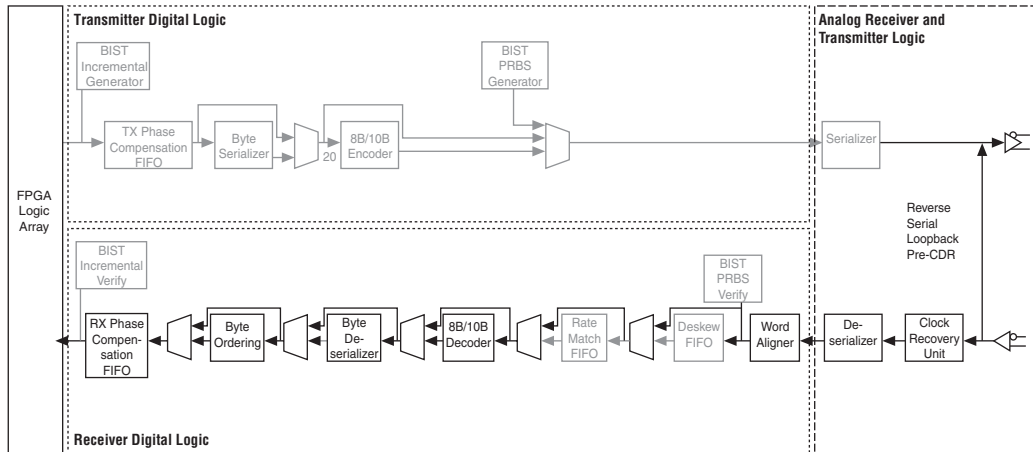 Transmitter Digital Logic
Analog Receiver and
Transmitter Logic
BIST
Incremental
Generator
BIST
PRBS
Generator
TX Phase
Compensation
FIFO
Byte
Serializer
20
8B/10B
Encoder
Serializer
FPGA
Logic
Array
Reverse
Serial
Loopback
Pre-CDR
BIST
Incremental
Verify
BIST
PRBS
Verify
RX Phase
Compen-
sation
FIFO
Byte
Ordering
Byte
De-
serializer
8B/10B
Decoder
Rate
Match
FIFO
Deskew
FIFO
Word
Aligner
De-
serializer
Clock
Recovery
Unit
Receiver Digital Logic